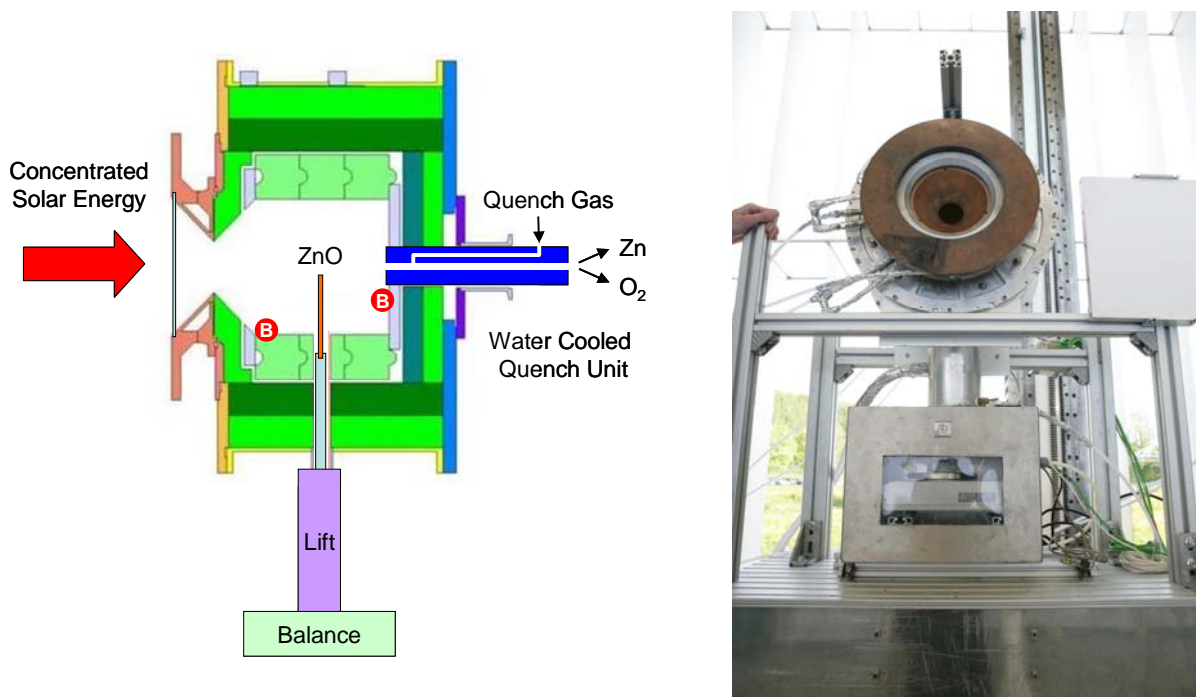 Concentrated
Solar Energy
Quench Gas
ZnO
Zn
O₂
B
B
Water Cooled
Quench Unit
Lift
Balance